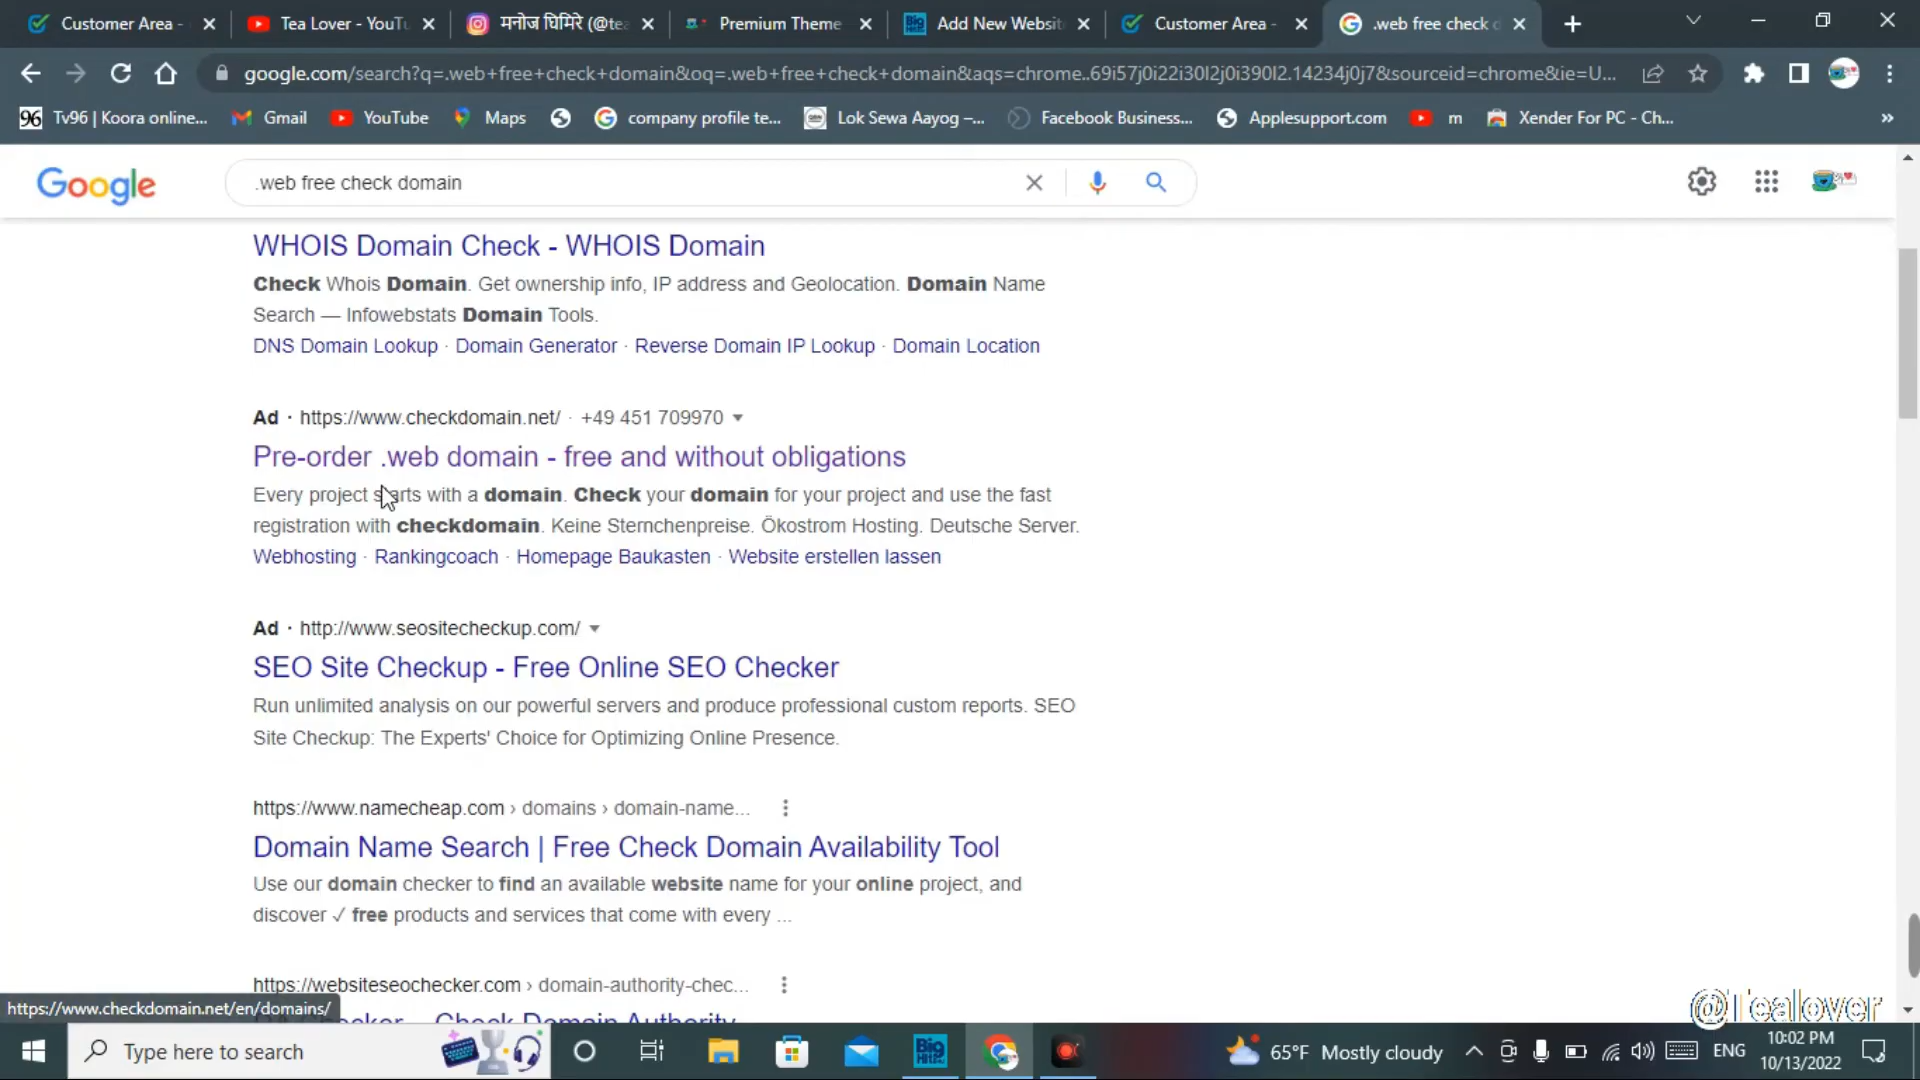 Customer Area -
Tea Lover - YouTu
मनोज घिमिरे (@tea
Premium Theme
Add New Websit
Customer Area -
.web free check d
google.com/search?q=.web+free+check+domain&oq=.web+free+check+domain&aqs=chrome..69i57j0i22i30l2j0i390l2.14234j0j7&sourceid=chrome&ie=U...
96 Tv96 | Koora online...
Gmail
YouTube
Maps
company profile te...
Lok Sewa Aayog –...
Facebook Business...
Applesupport.com
m
Xender For PC - Ch...
»
Google
.web free check domain
WHOIS Domain Check - WHOIS Domain
Check Whois Domain. Get ownership info, IP address and Geolocation. Domain Name
Search — Infowebstats Domain Tools.
DNS Domain Lookup · Domain Generator · Reverse Domain IP Lookup · Domain Location
Ad · https://www.checkdomain.net/ · +49 451 709970
Pre-order .web domain - free and without obligations
Every project starts with a domain. Check your domain for your project and use the fast
registration with checkdomain. Keine Sternchenpreise. Ökostrom Hosting. Deutsche Server.
Webhosting · Rankingcoach · Homepage Baukasten · Website erstellen lassen
Ad · http://www.seositecheckup.com/
SEO Site Checkup - Free Online SEO Checker
Run unlimited analysis on our powerful servers and produce professional custom reports. SEO
Site Checkup: The Experts' Choice for Optimizing Online Presence.
https://www.namecheap.com › domains › domain-name...
Domain Name Search | Free Check Domain Availability Tool
Use our domain checker to find an available website name for your online project, and
discover ✓ free products and services that come with every ...
https://websiteseochecker.com › domain-authority-chec...
Checker - Check Domain Authority
https://www.checkdomain.net/en/domains/
@Tealover
Type here to search
65°F Mostly cloudy
ENG
10:02 PM
10/13/2022